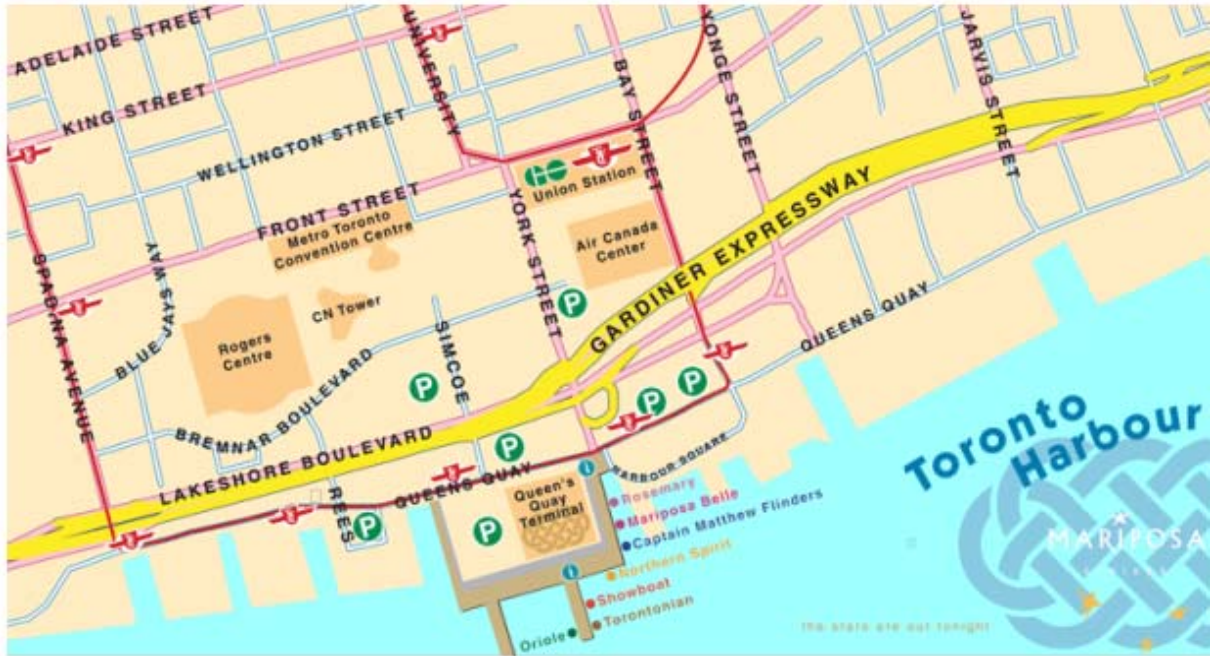 ADELAIDE STREET
KING STREET
WELLINGTON STREET
FRONT STREET
UNIVERSITY
BAY STREET
YONGE STREET
JARVIS STREET
Union Station
Metro Toronto
Convention Centre
YORK STREET
Air Canada
Center
GARDINER EXPRESSWAY
SPADINA AVENUE
BLUE JAYS WAY
CN Tower
Rogers
Centre
SIMCOE
BREMNAR BOULEVARD
LAKESHORE BOULEVARD
QUEENS QUAY
QUEENS QUAY
REES
HARBOUR SQUARE
P
P
P
P
P
P
P
Queen's
Quay
Terminal
i
i
Rosemary
Mariposa Belle
Captain Matthew Flinders
Northern Spirit
Showboat
Torontonian
Oriole
Toronto
Harbour
MARIPOSA
the stars are out tonight